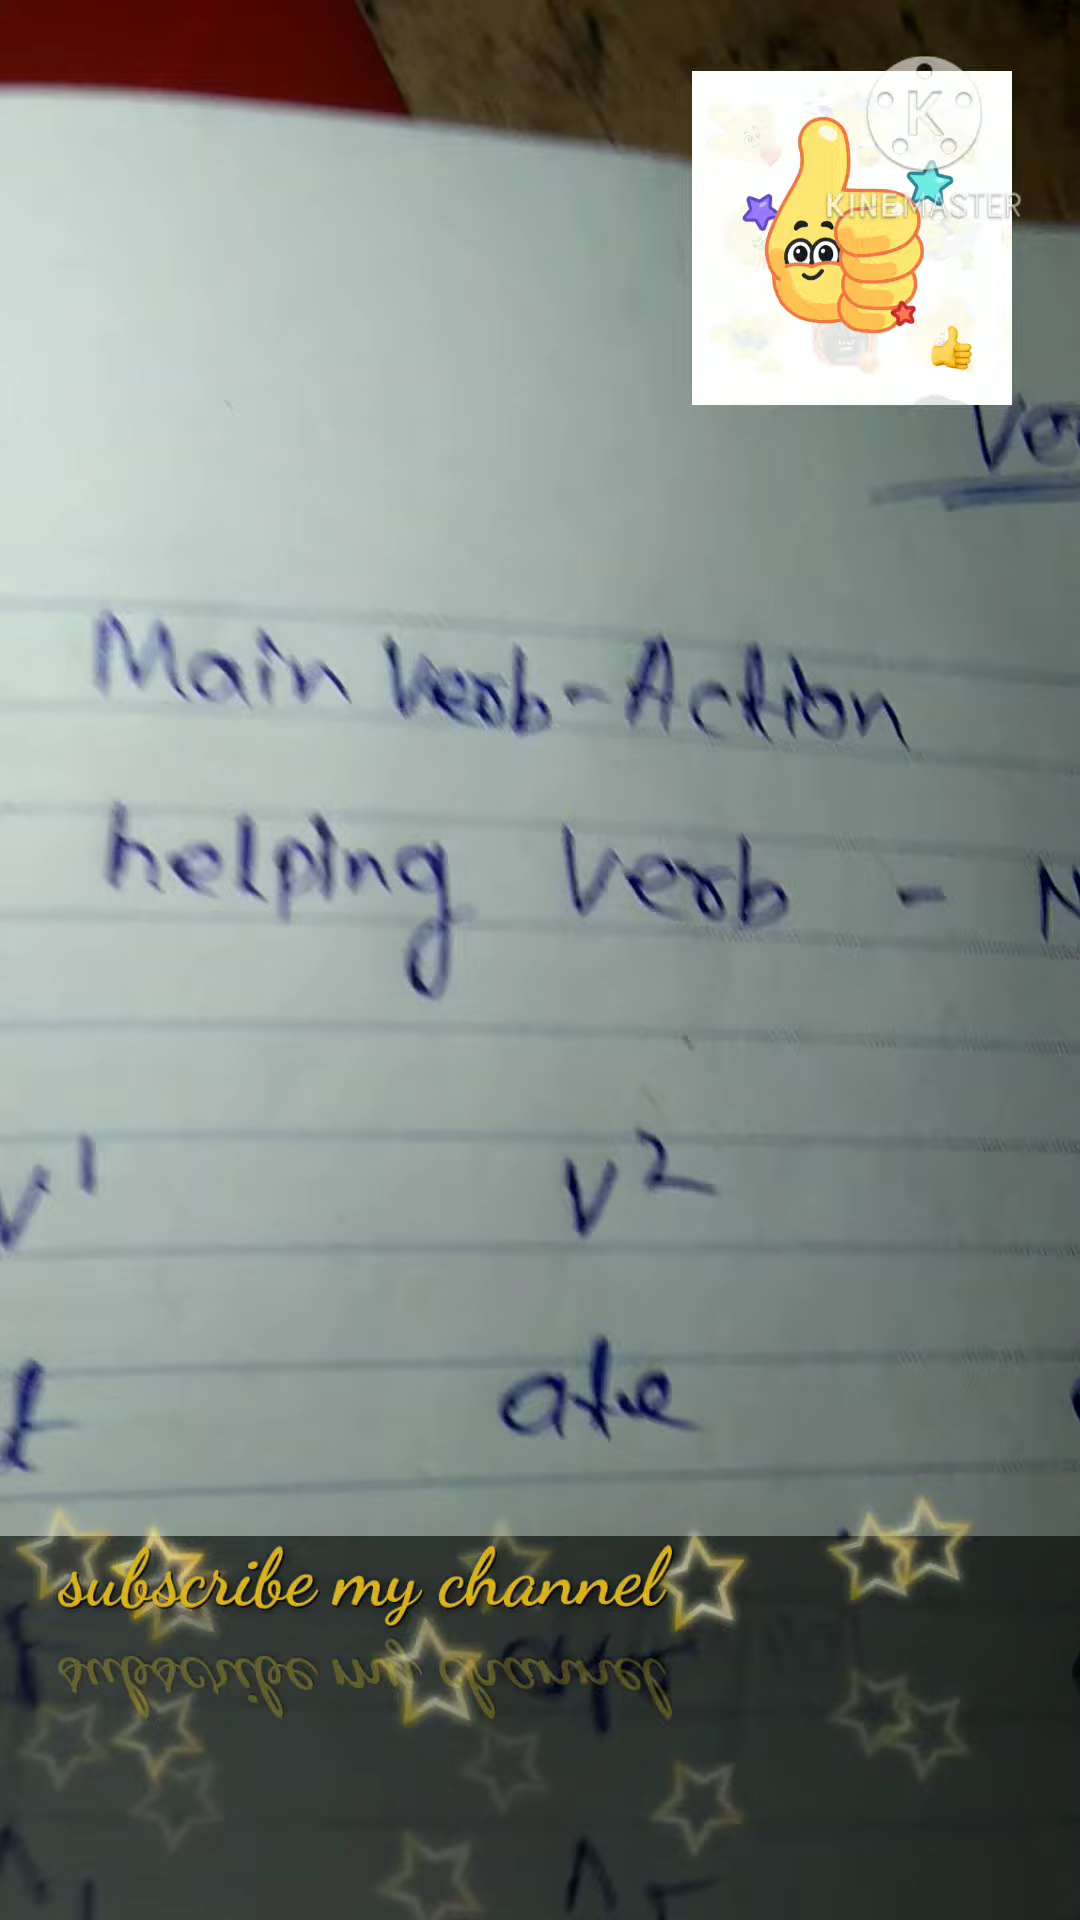 K
KINEMASTER
Main Verb-Action
helping Verb -
V1
V2
ate
subscribe my channel